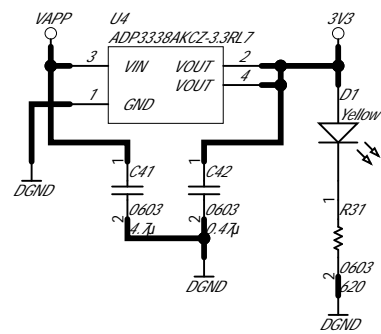 VAPP
U4
3V3
ADP3338AKCZ-3.3RL7
3
VIN
VOUT
2
VOUT
4
1
GND
D1
Yellow
DGND
1
C41
1
C42
1
R31
2
0603
4.7µ
2
0603
0.47µ
2
0603
620
DGND
DGND